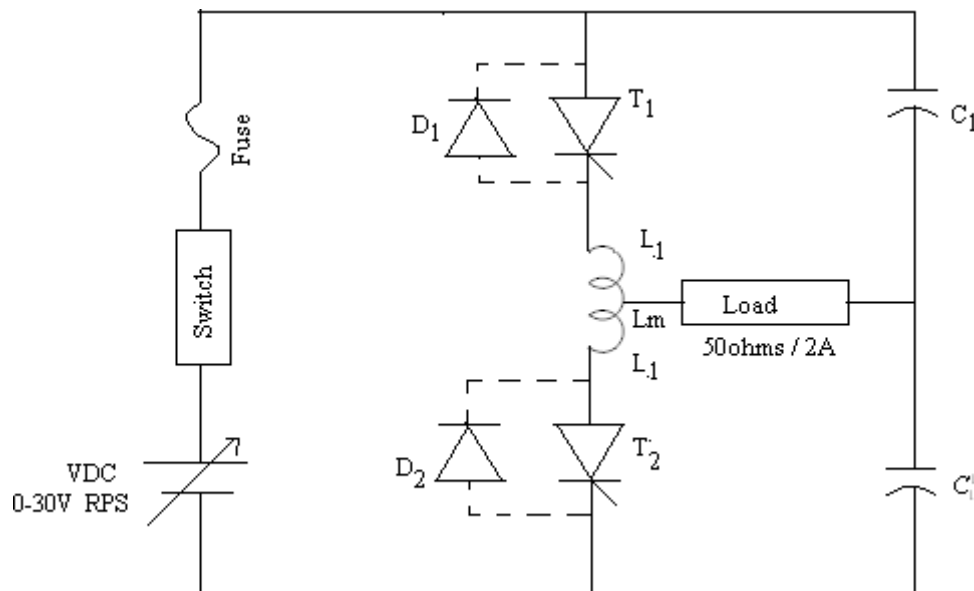 Fuse
Switch
VDC
0-30V RPS
D1
T1
C1
L1
Lm
L1
Load
50ohms / 2A
D2
T2